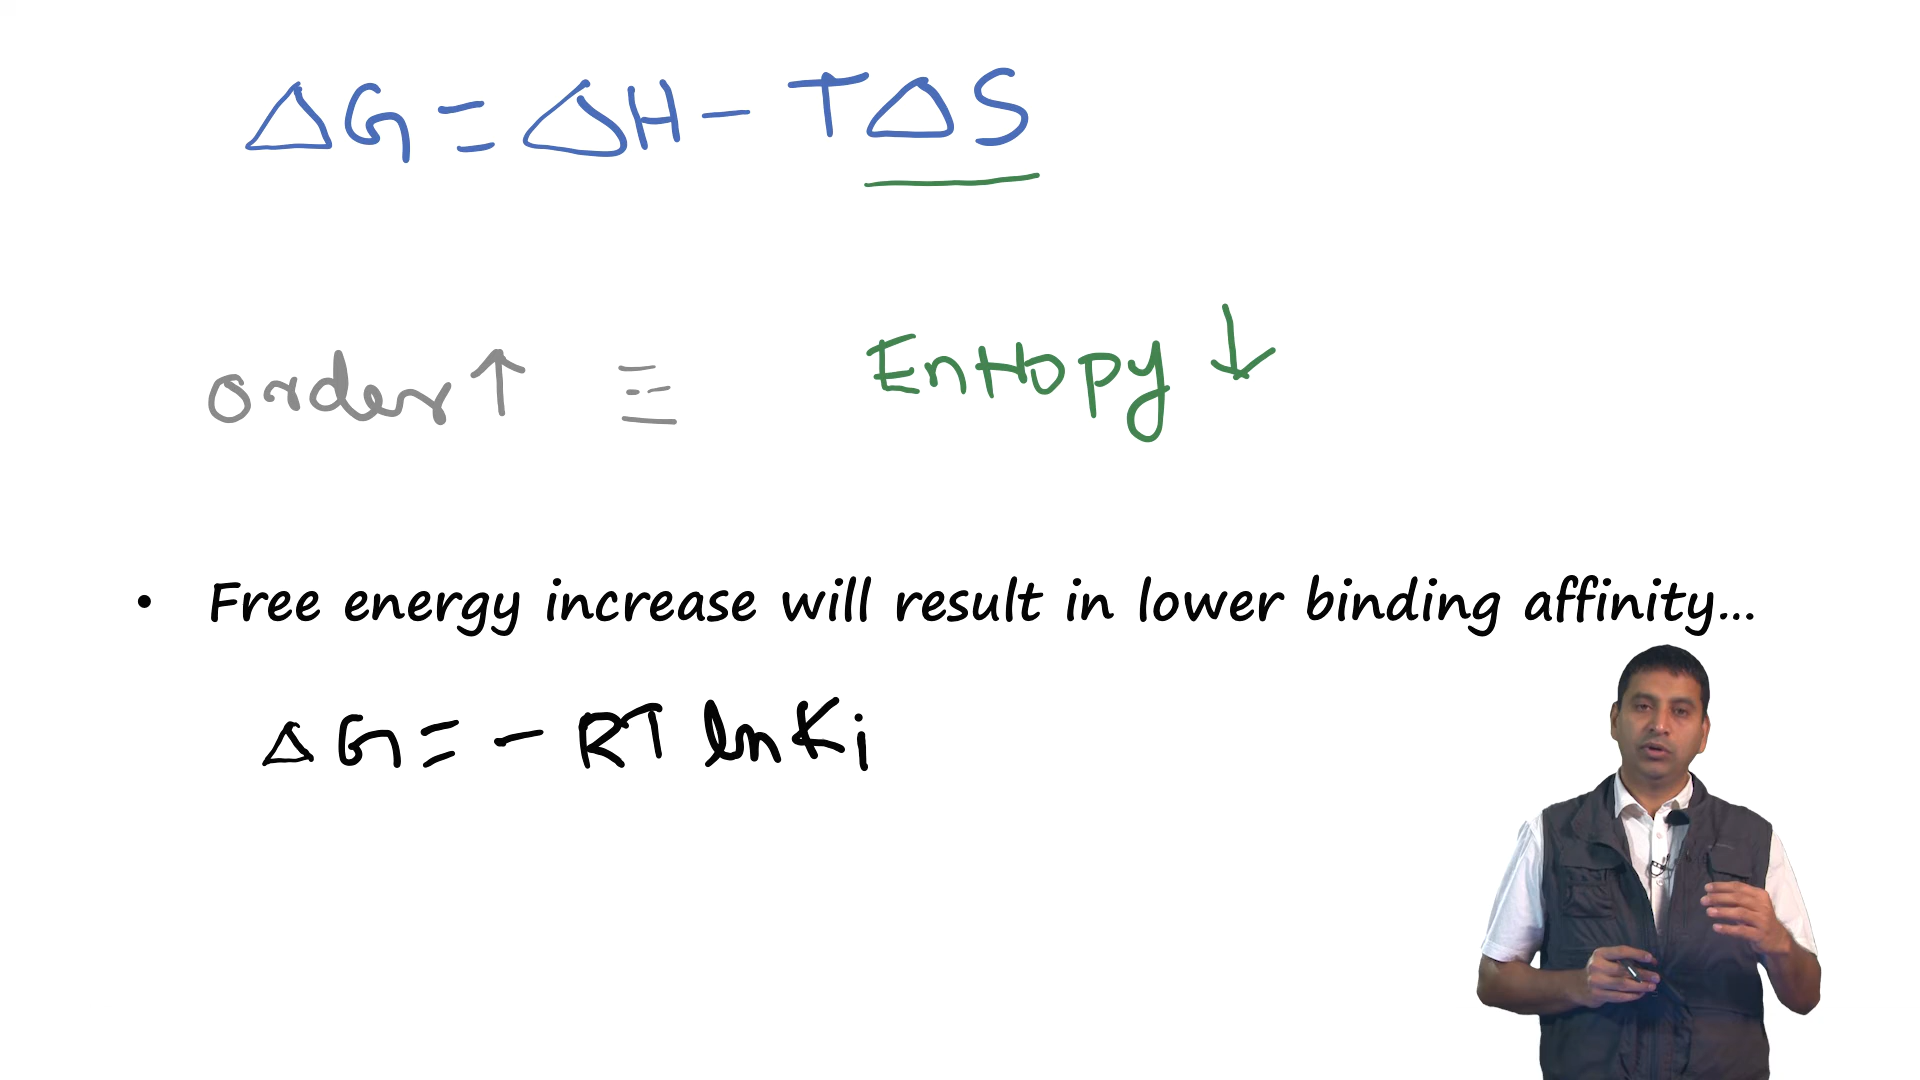 ΔG = ΔH - TΔS
order ↑ ≡ Entropy ↓
• Free energy increase will result in lower binding affinity...
ΔG = - RT ln Ki